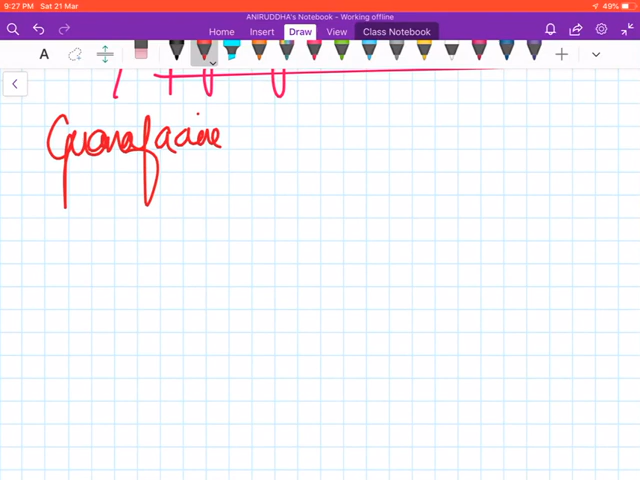 9:27 PM Sat 21 Mar
49%
ANIRUDDHA's Notebook - Working offline
Home Insert Draw View Class Notebook
A
Guanafacine